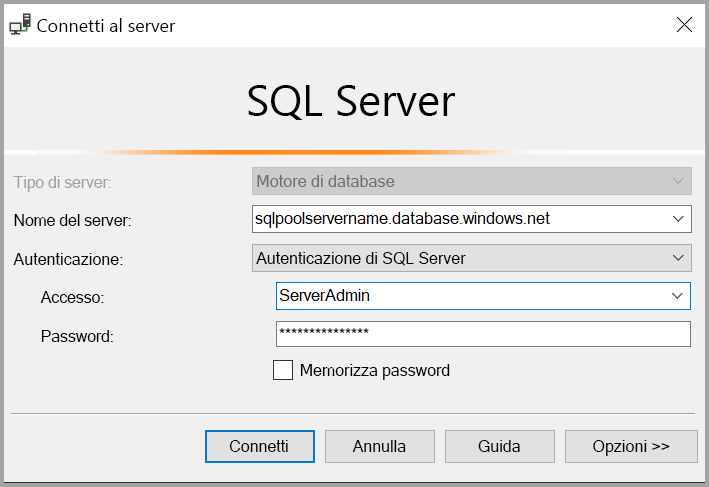 Connetti al server
SQL Server
Tipo di server: Motore di database
Nome del server: sqlpoolservername.database.windows.net
Autenticazione: Autenticazione di SQL Server
Accesso: ServerAdmin
Password: ***************
Memorizza password
Connetti Annulla Guida Opzioni >>